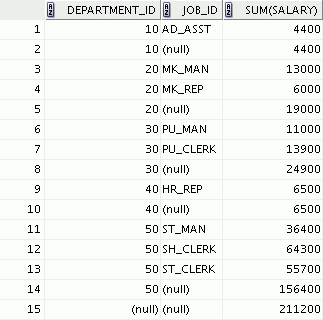 DEPARTMENT_ID JOB_ID SUM(SALARY)
1 10 AD_ASST 4400
2 10 (null) 4400
3 20 MK_MAN 13000
4 20 MK_REP 6000
5 20 (null) 19000
6 30 PU_MAN 11000
7 30 PU_CLERK 13900
8 30 (null) 24900
9 40 HR_REP 6500
10 40 (null) 6500
11 50 ST_MAN 36400
12 50 SH_CLERK 64300
13 50 ST_CLERK 55700
14 50 (null) 156400
15 (null) (null) 211200